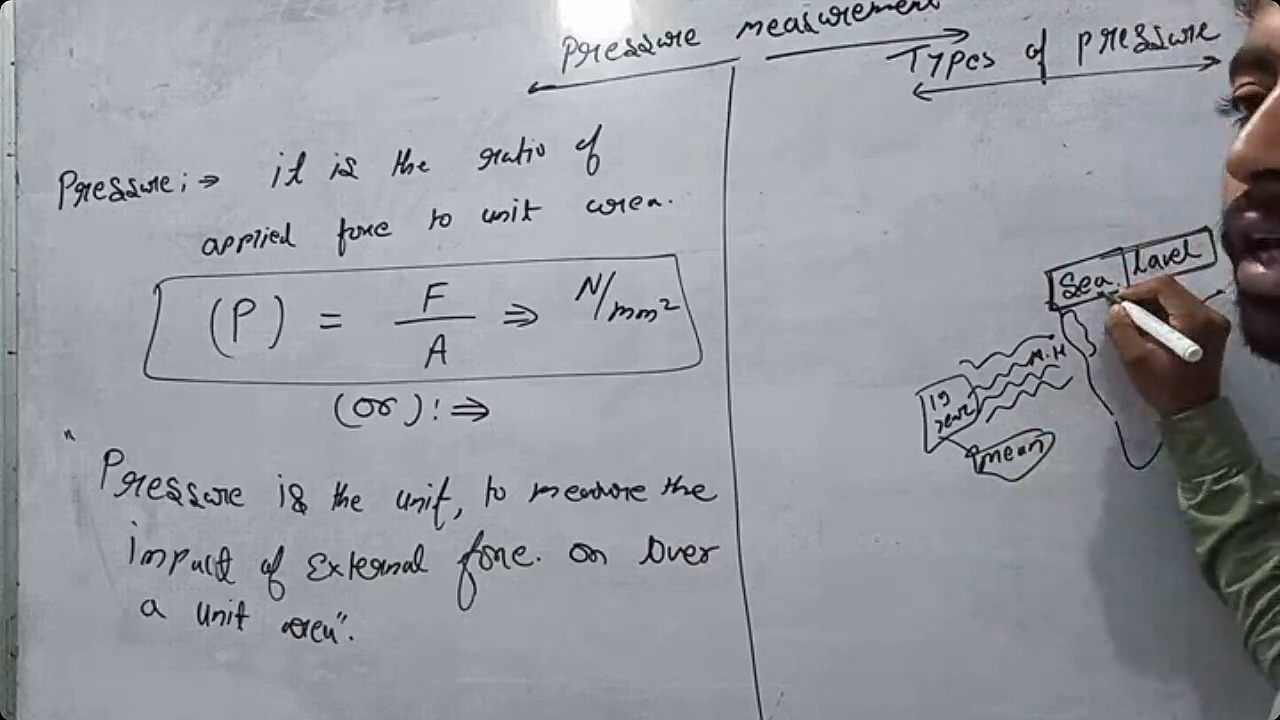 Pressure measurement
Types of pressure
Pressure; → it is the ratio of
applied force to unit area.
(P) = F/A ⇒ N/mm²
(or) : ⇒
"Pressure is the unit, to measure the
impact of External force. on over
a unit area".
Sea Lavel
M.H
19
year
mean